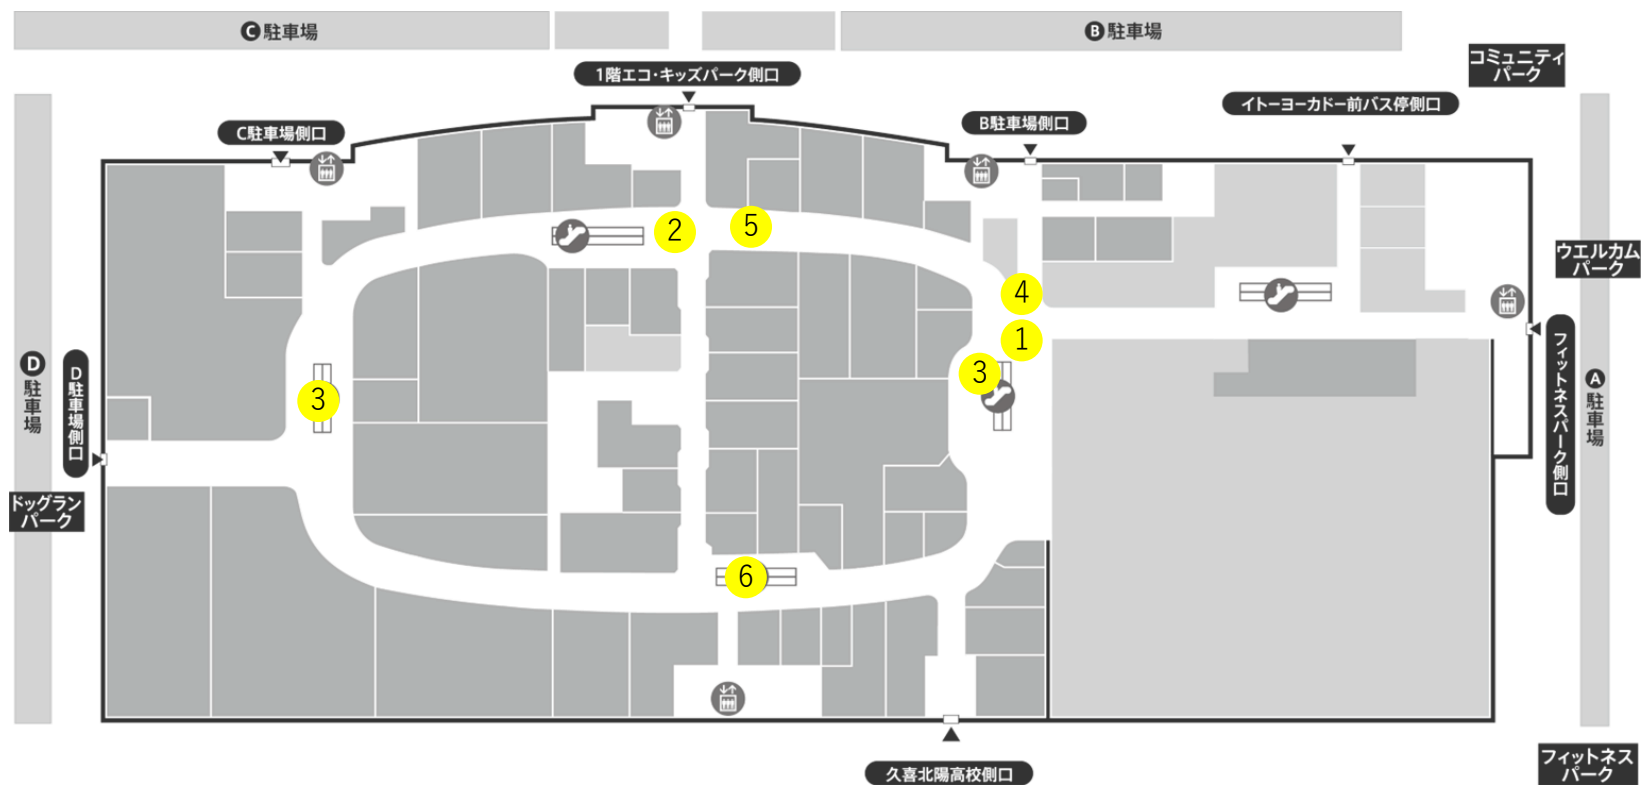 C 駐車場
B 駐車場
コミュニティ
パーク
1階エコ・キッズパーク側口
イトーヨーカドー前バス停側口
C駐車場側口
B駐車場側口
2
5
ウエルカム
パーク
4
1
D
駐車場
D駐車場側口
3
3
フィットネスパーク側口
A
駐車場
ドッグラン
パーク
6
久喜北陽高校側口
フィットネス
パーク